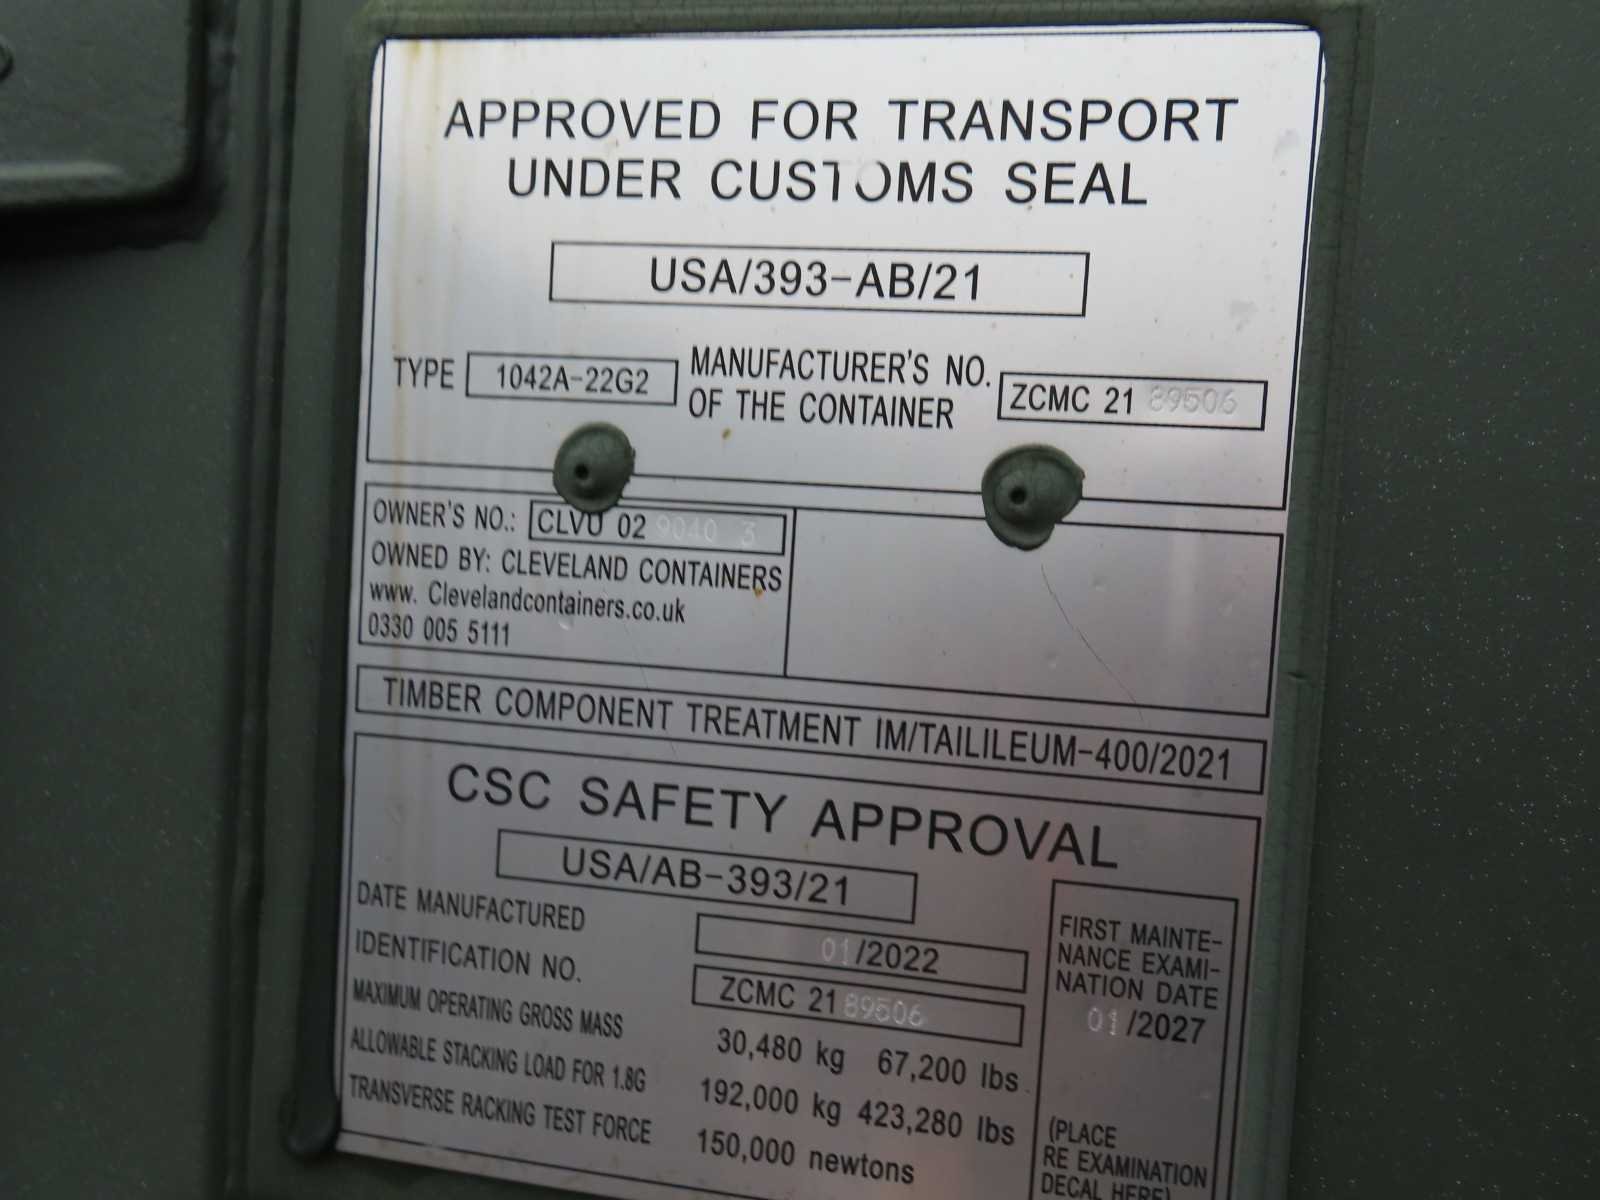 APPROVED FOR TRANSPORT
UNDER CUSTOMS SEAL
USA/393-AB/21
TYPE 1042A-22G2
MANUFACTURER'S NO.
OF THE CONTAINER
ZCMC 21 89506
OWNER'S NO.: CLVU 02 9040 3
OWNED BY: CLEVELAND CONTAINERS
www. Clevelandcontainers.co.uk
0330 005 5111
TIMBER COMPONENT TREATMENT IM/TAILILEUM-400/2021
CSC SAFETY APPROVAL
USA/AB-393/21
DATE MANUFACTURED 01/2022
IDENTIFICATION NO. ZCMC 21 89506
MAXIMUM OPERATING GROSS MASS 30,480 kg 67,200 lbs
ALLOWABLE STACKING LOAD FOR 1.8G 192,000 kg 423,280 lbs
TRANSVERSE RACKING TEST FORCE 150,000 newtons
FIRST MAINTE-
NANCE EXAMI-
NATION DATE
01/2027
(PLACE
RE EXAMINATION
DECAL HERE)